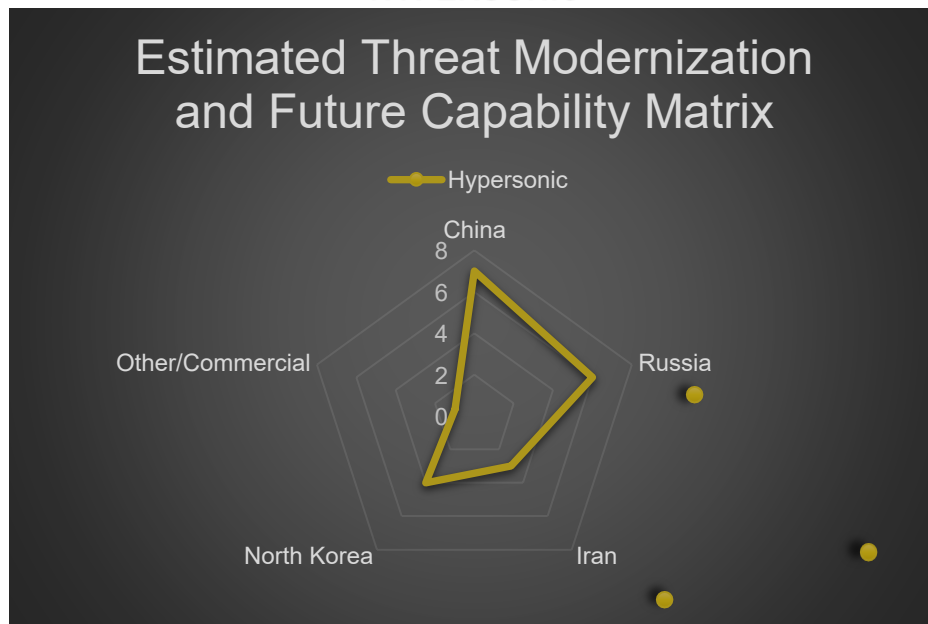 Estimated Threat Modernization
and Future Capability Matrix
Hypersonic
China
8
6
4
2
0
Other/Commercial
Russia
North Korea
Iran